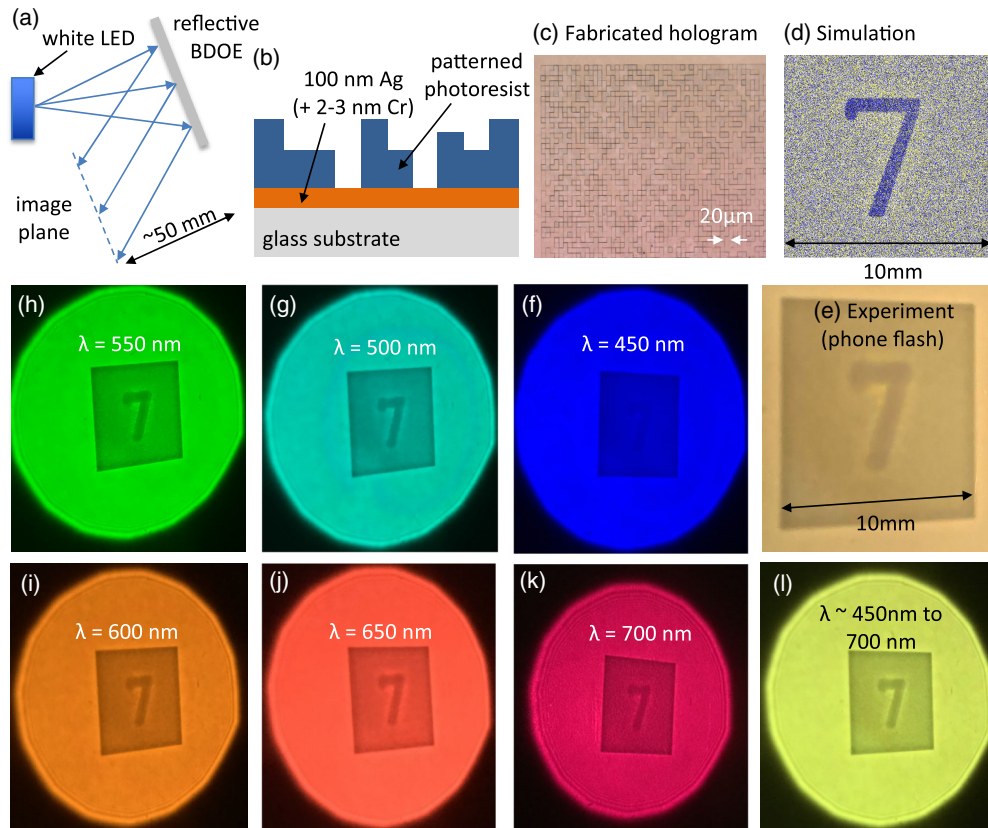 (a)
white LED
reflective
BDOE
image
plane
~50 mm
(b)
100 nm Ag
(+ 2-3 nm Cr)
patterned
photoresist
glass substrate
(c) Fabricated hologram
20μm
(d) Simulation
7
10mm
(h)
λ = 550 nm
7
(g)
λ = 500 nm
7
(f)
λ = 450 nm
7
(e) Experiment
(phone flash)
7
10mm
(i)
λ = 600 nm
7
(j)
λ = 650 nm
7
(k)
λ = 700 nm
7
(l)
λ ~ 450nm to
700 nm
7